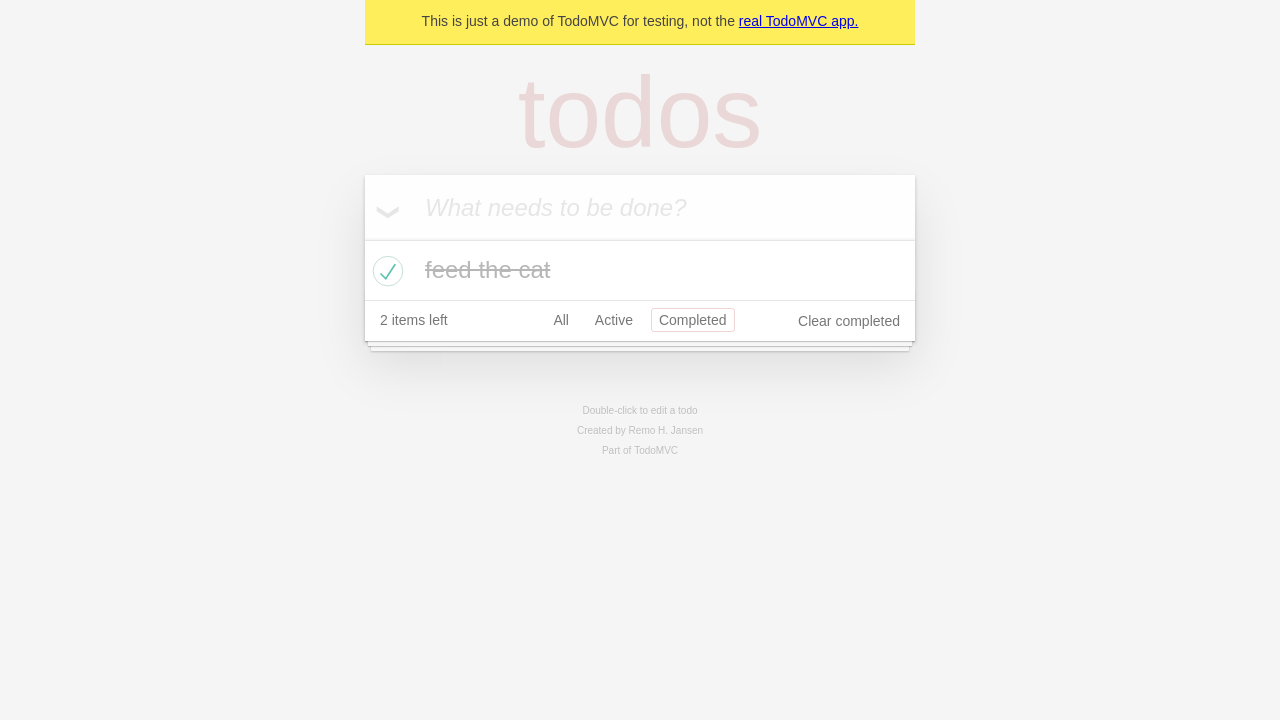 This is just a demo of TodoMVC for testing, not the real TodoMVC app.
todos
What needs to be done?
feed the cat
2 items left All Active Completed Clear completed
Double-click to edit a todo
Created by Remo H. Jansen
Part of TodoMVC